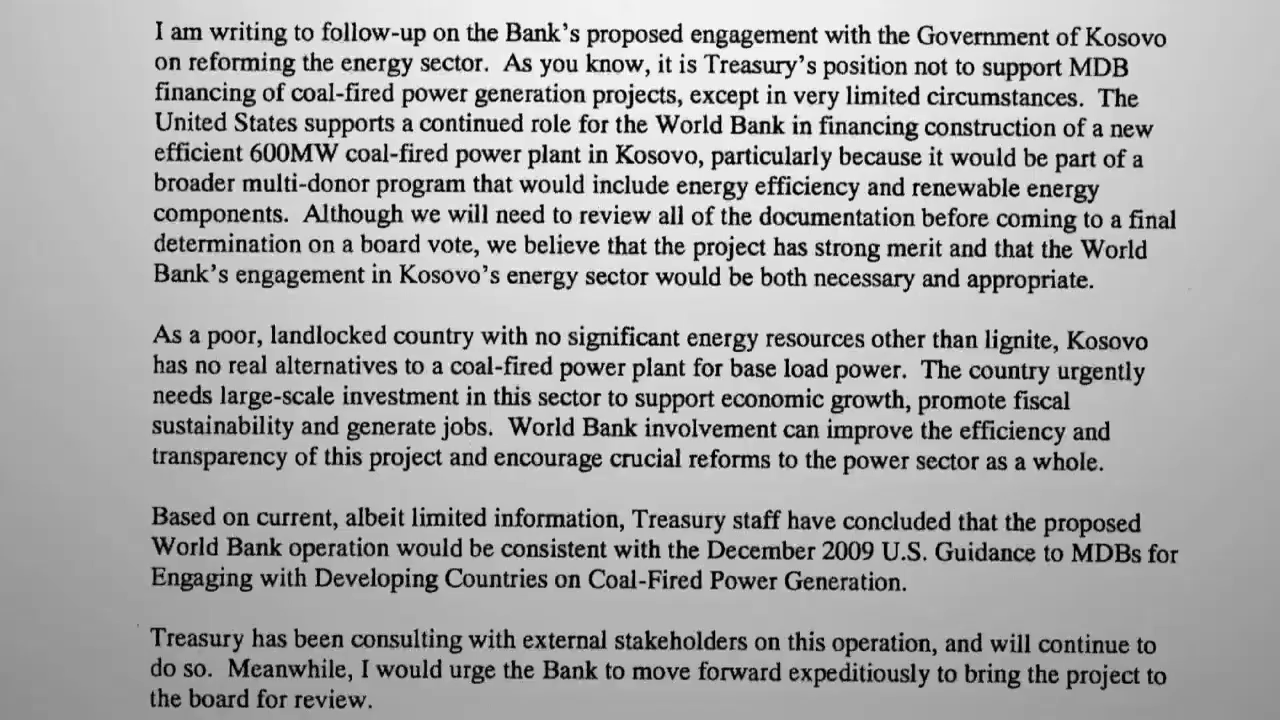 I am writing to follow-up on the Bank's proposed engagement with the Government of Kosovo
on reforming the energy sector.  As you know, it is Treasury's position not to support MDB
financing of coal-fired power generation projects, except in very limited circumstances.  The
United States supports a continued role for the World Bank in financing construction of a new
efficient 600MW coal-fired power plant in Kosovo, particularly because it would be part of a
broader multi-donor program that would include energy efficiency and renewable energy
components.  Although we will need to review all of the documentation before coming to a final
determination on a board vote, we believe that the project has strong merit and that the World
Bank's engagement in Kosovo's energy sector would be both necessary and appropriate.
As a poor, landlocked country with no significant energy resources other than lignite, Kosovo
has no real alternatives to a coal-fired power plant for base load power.  The country urgently
needs large-scale investment in this sector to support economic growth, promote fiscal
sustainability and generate jobs.  World Bank involvement can improve the efficiency and
transparency of this project and encourage crucial reforms to the power sector as a whole.
Based on current, albeit limited information, Treasury staff have concluded that the proposed
World Bank operation would be consistent with the December 2009 U.S. Guidance to MDBs for
Engaging with Developing Countries on Coal-Fired Power Generation.
Treasury has been consulting with external stakeholders on this operation, and will continue to
do so.  Meanwhile, I would urge the Bank to move forward expeditiously to bring the project to
the board for review.